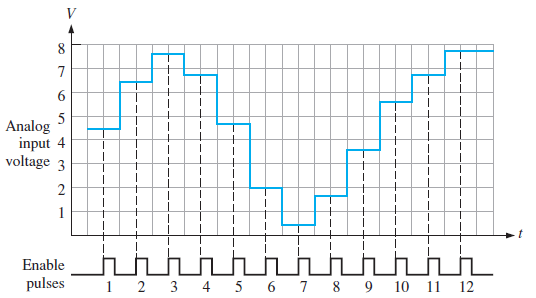 V
8
7
6
5
4
3
2
1
Analog
input
voltage
t
Enable
pulses
1 2 3 4 5 6 7 8 9 10 11 12